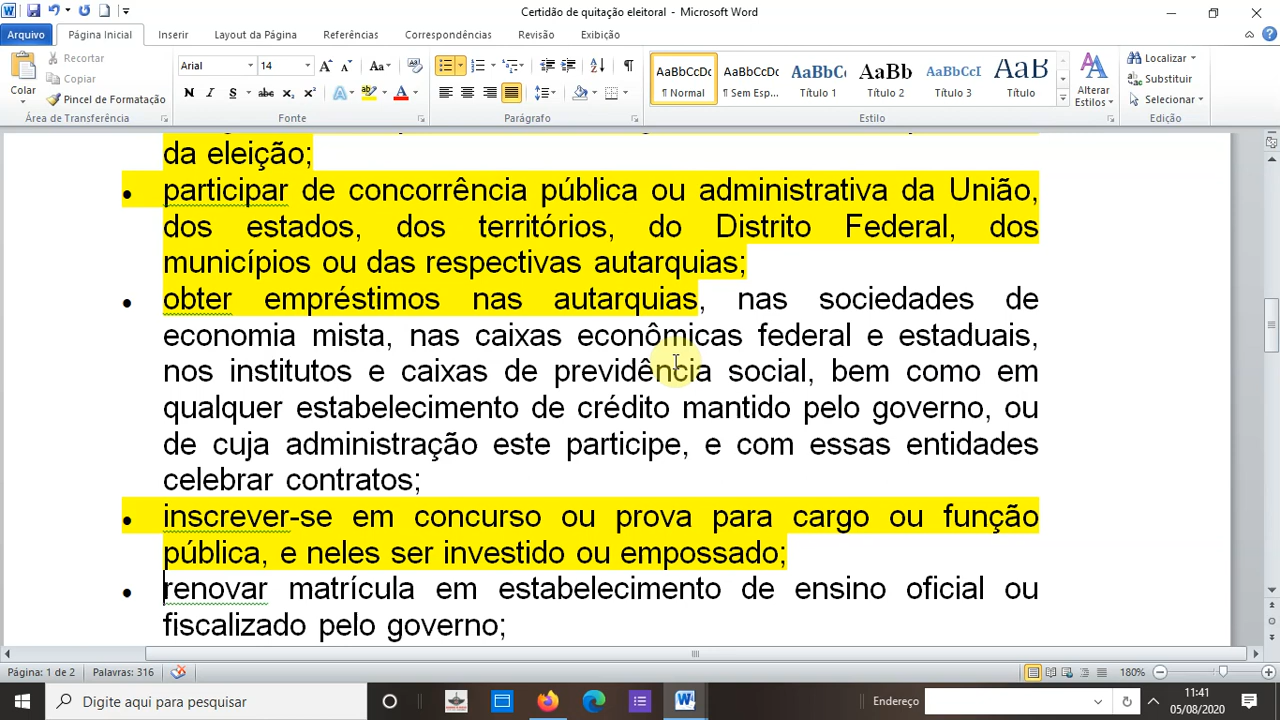 Certidão de quitação eleitoral - Microsoft Word
Arquivo Página Inicial Inserir Layout da Página Referências Correspondências Revisão Exibição
Colar
Recortar
Copiar
Pincel de Formatação
Área de Transferência
Arial 14
N I S abe x₂ x² A ab A
Fonte
Parágrafo
AaBbCcDc AaBbCcDc AaBbC AaBb AaBbCcI AaB
¶ Normal ¶ Sem Esp... Título 1 Título 2 Título 3 Título
Alterar Estilos
Estilo
Localizar
Substituir
Selecionar
Edição
da eleição;
• participar de concorrência pública ou administrativa da União,
dos estados, dos territórios, do Distrito Federal, dos
municípios ou das respectivas autarquias;
• obter empréstimos nas autarquias, nas sociedades de
economia mista, nas caixas econômicas federal e estaduais,
nos institutos e caixas de previdência social, bem como em
qualquer estabelecimento de crédito mantido pelo governo, ou
de cuja administração este participe, e com essas entidades
celebrar contratos;
• inscrever-se em concurso ou prova para cargo ou função
pública, e neles ser investido ou empossado;
• renovar matrícula em estabelecimento de ensino oficial ou
fiscalizado pelo governo;
Página: 1 de 2 Palavras: 316 180%
Digite aqui para pesquisar Endereço 11:41
05/08/2020